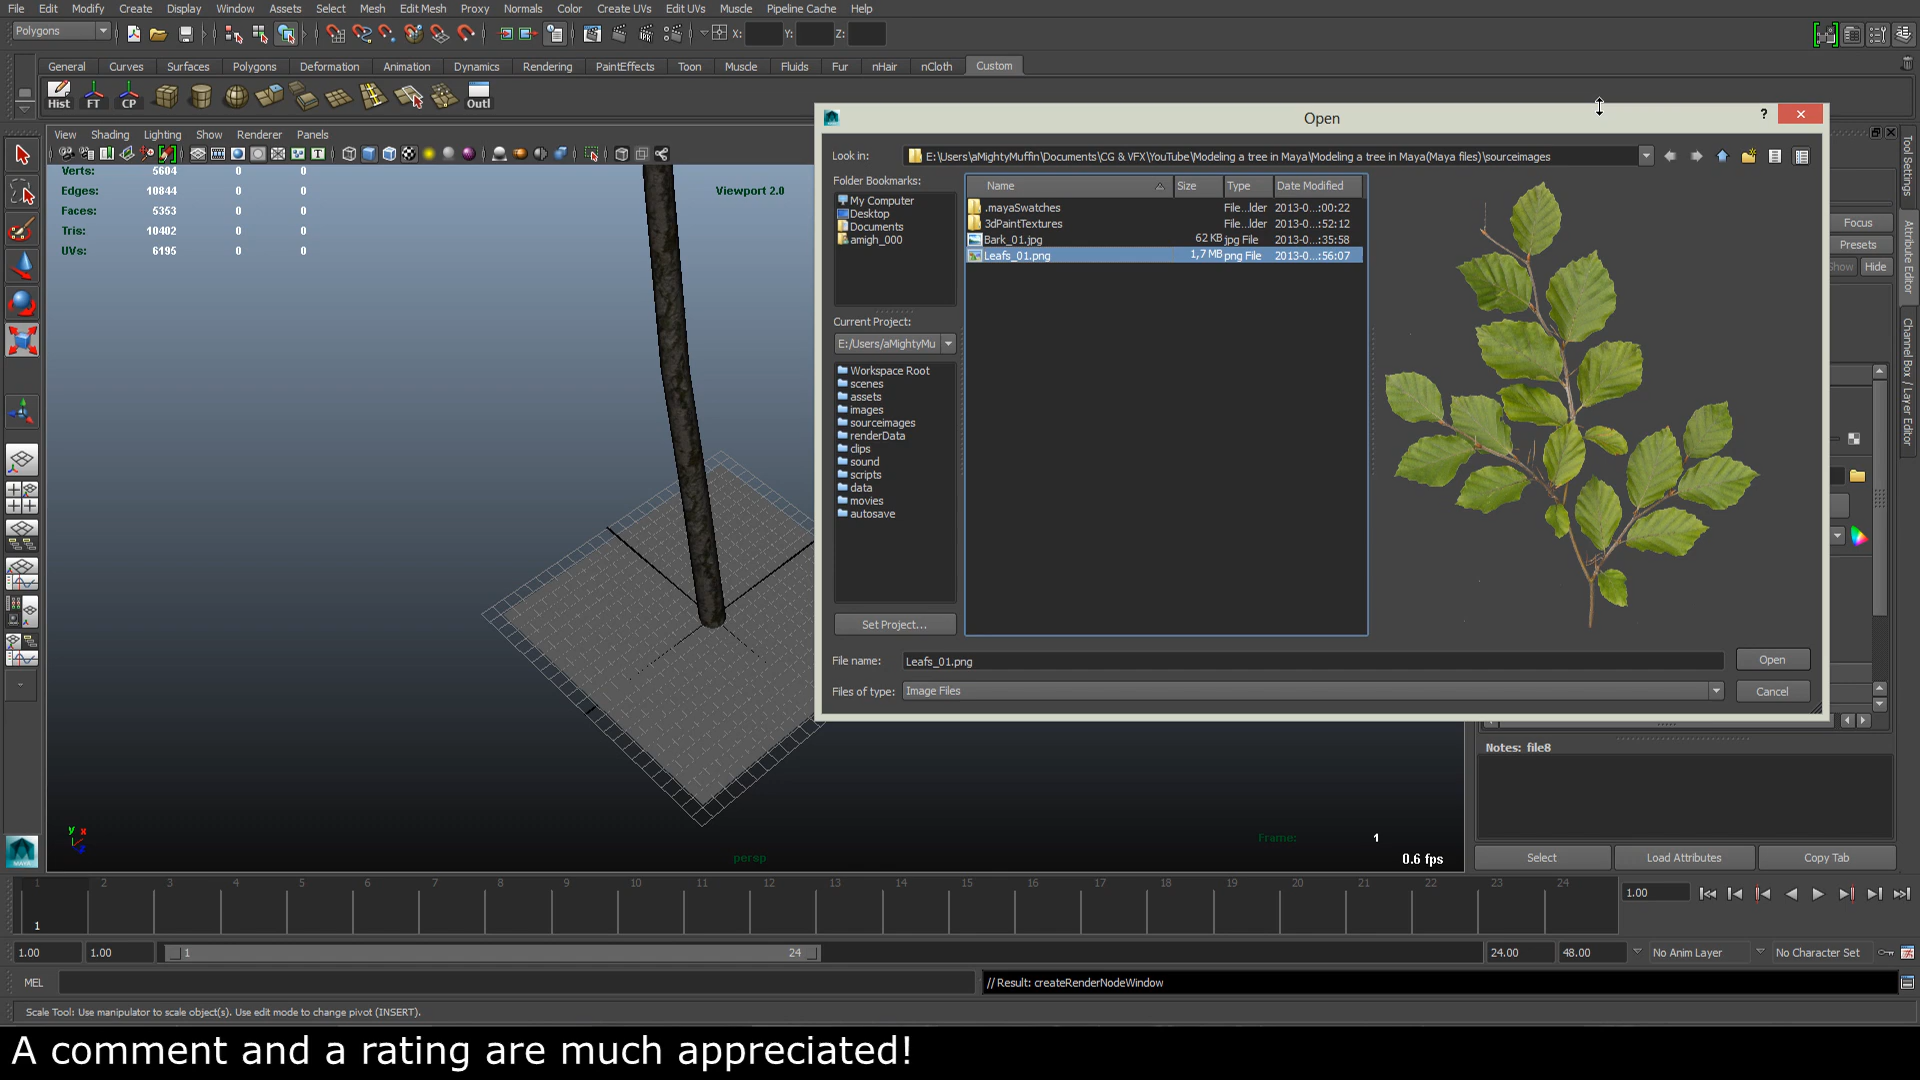 File Edit Modify Create Display Window Assets Select Mesh Edit Mesh Proxy Normals Color Create UVs Edit UVs Muscle Pipeline Cache Help
Polygons X: Y: Z:
General Curves Surfaces Polygons Deformation Animation Dynamics Rendering PaintEffects Toon Muscle Fluids Fur nHair nCloth Custom
Hist FT CP Outl
View Shading Lighting Show Renderer Panels
Verts: 5604 0 0
Edges: 10844 0 0
Faces: 5353 0 0
Tris: 10402 0 0
UVs: 6195 0 0
Viewport 2.0
Open
?
Look in: E:\Users\aMightyMuffin\Documents\CG & VFX\YouTube\Modeling a tree in Maya\Modeling a tree in Maya(Maya files)\sourceimages
Folder Bookmarks:
My Computer
Desktop
Documents
amigh_000
Name Size Type Date Modified
.mayaSwatches File...lder 2013-0...:00:22
3dPaintTextures File...lder 2013-0...:52:12
Bark_01.jpg 62 KB jpg File 2013-0...:35:58
Leafs_01.png 1,7 MB png File 2013-0...:56:07
Current Project:
E:/Users/aMightyMu
Workspace Root
scenes
assets
images
sourceimages
renderData
clips
sound
scripts
data
movies
autosave
Set Project...
File name: Leafs_01.png Open
Files of type: Image Files Cancel
Focus
Presets
Show Hide
Tool Settings
Attribute Editor
Channel Box / Layer Editor
Notes: file8
Select Load Attributes Copy Tab
y x
persp
Frame: 1
0.6 fps
MAYA
1 2 3 4 5 6 7 8 9 10 11 12 13 14 15 16 17 18 19 20 21 22 23 24
1
1.00
1.00 1.00 1 24 24.00 48.00 No Anim Layer No Character Set
MEL // Result: createRenderNodeWindow
Scale Tool: Use manipulator to scale object(s). Use edit mode to change pivot (INSERT).
A comment and a rating are much appreciated!